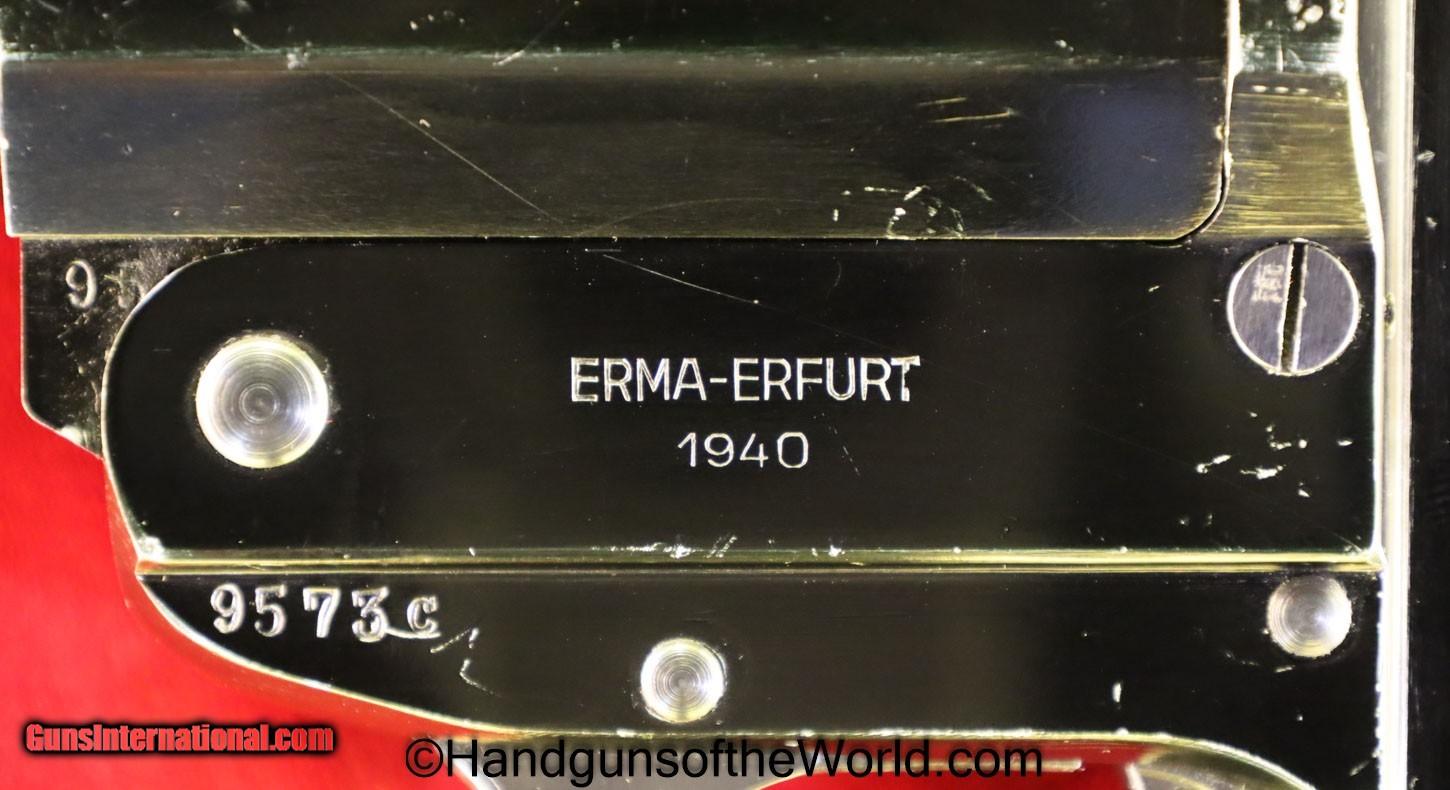 9
ERMA-ERFURT
1940
9573c
GunsInternational.com
©HandgunsoftheWorld.com